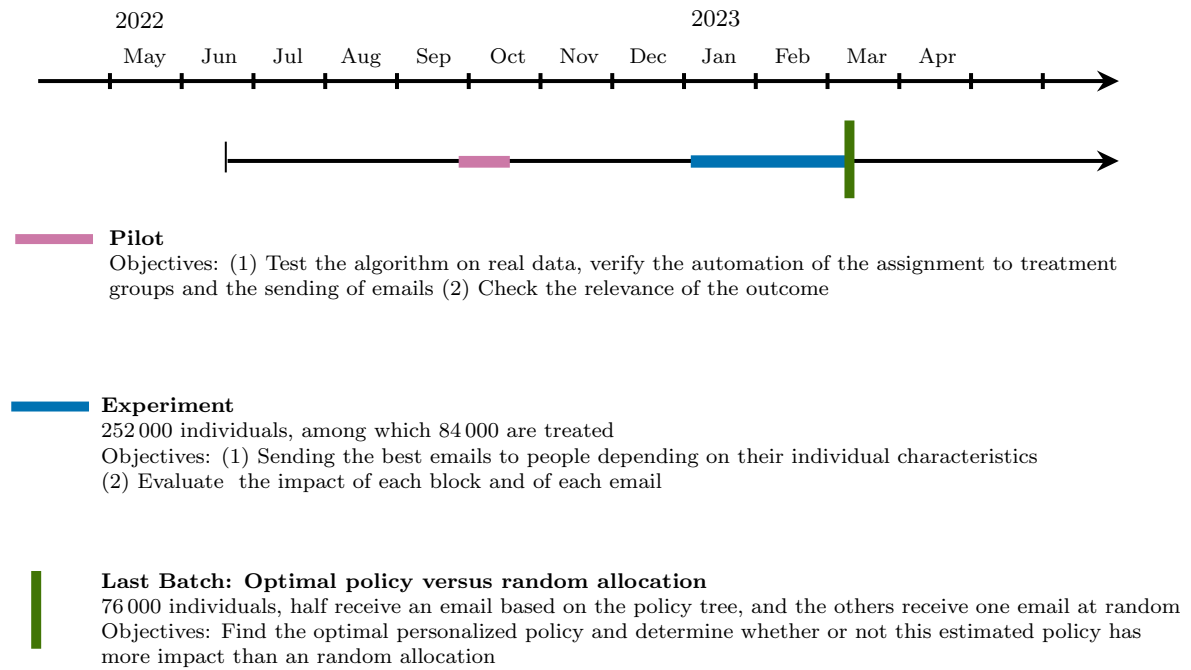 2022 2023
May Jun Jul Aug Sep Oct Nov Dec Jan Feb Mar Apr
Pilot
Objectives: (1) Test the algorithm on real data, verify the automation of the assignment to treatment
groups and the sending of emails (2) Check the relevance of the outcome
Experiment
252 000 individuals, among which 84 000 are treated
Objectives: (1) Sending the best emails to people depending on their individual characteristics
(2) Evaluate the impact of each block and of each email
Last Batch: Optimal policy versus random allocation
76 000 individuals, half receive an email based on the policy tree, and the others receive one email at random
Objectives: Find the optimal personalized policy and determine whether or not this estimated policy has
more impact than an random allocation